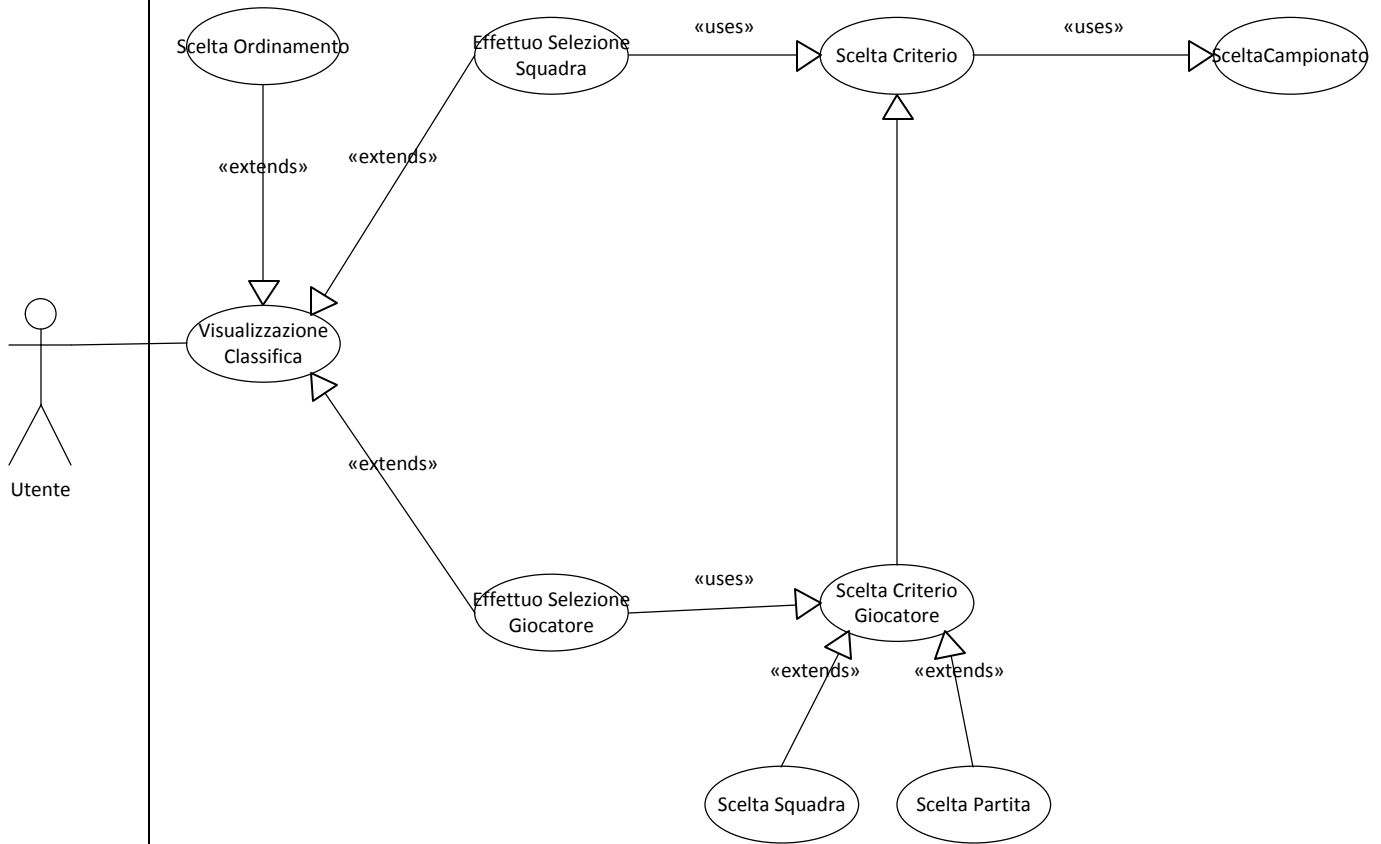 Scelta Ordinamento
Effettuo Selezione
Squadra
«uses»
Scelta Criterio
«uses»
SceltaCampionato
«extends»
«extends»
Visualizzazione
Classifica
Utente
«extends»
Effettuo Selezione
Giocatore
«uses»
Scelta Criterio
Giocatore
«extends»
«extends»
Scelta Squadra
Scelta Partita